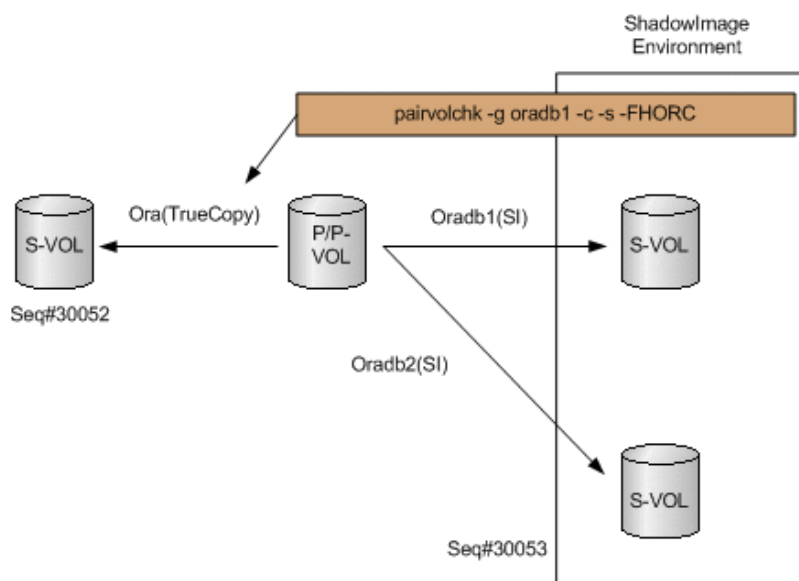 ShadowImage
Environment
pairvolchk -g oradb1 -c -s -FHORC
Ora(TrueCopy)
Oradb1(SI)
S-VOL
P/P-
VOL
S-VOL
Seq#30052
Oradb2(SI)
S-VOL
Seq#30053